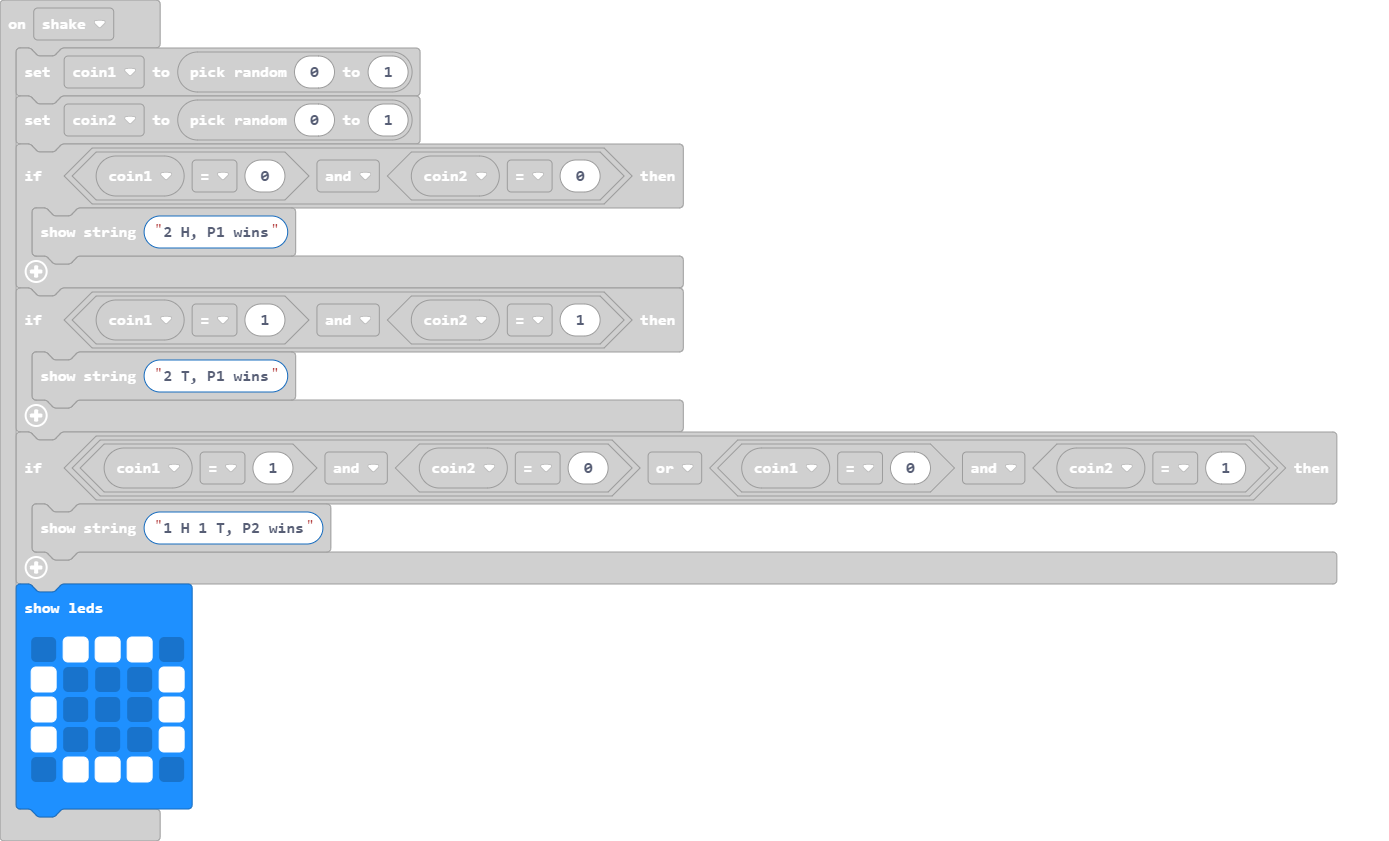 on shake
set coin1 to pick random 0 to 1
set coin2 to pick random 0 to 1
if coin1 = 0 and coin2 = 0 then
show string "2 H, P1 wins"
if coin1 = 1 and coin2 = 1 then
show string "2 T, P1 wins"
if coin1 = 1 and coin2 = 0 or coin1 = 0 and coin2 = 1 then
show string "1 H 1 T, P2 wins"
show leds